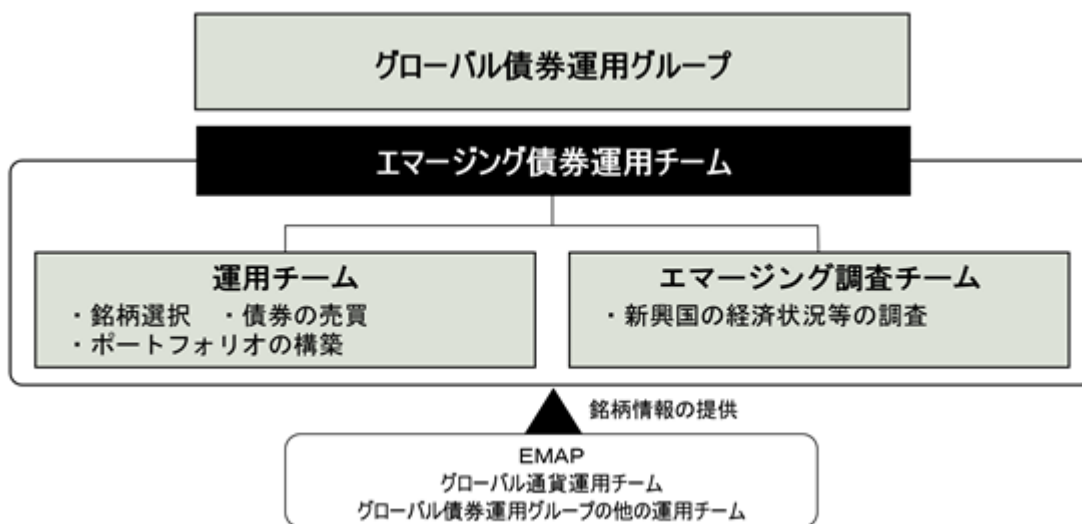 グローバル債券運用グループ
エマージング債券運用チーム
運用チーム
・銘柄選択　・債券の売買
・ポートフォリオの構築
エマージング調査チーム
・新興国の経済状況等の調査
銘柄情報の提供
EMAP
グローバル通貨運用チーム
グローバル債券運用グループの他の運用チーム